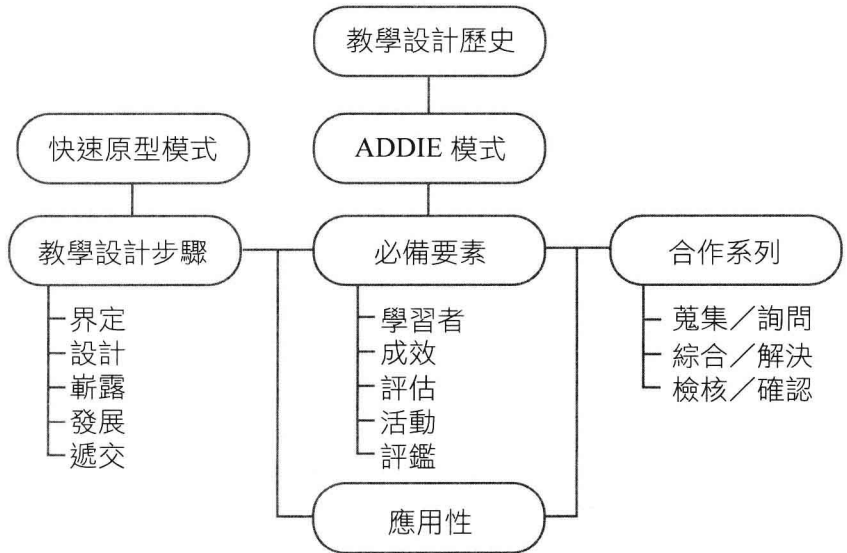 教學設計歷史
快速原型模式
ADDIE 模式
教學設計步驟
必備要素
合作系列
界定
設計
嶄露
發展
遞交
學習者
成效
評估
活動
評鑑
蒐集／詢問
綜合／解決
檢核／確認
應用性